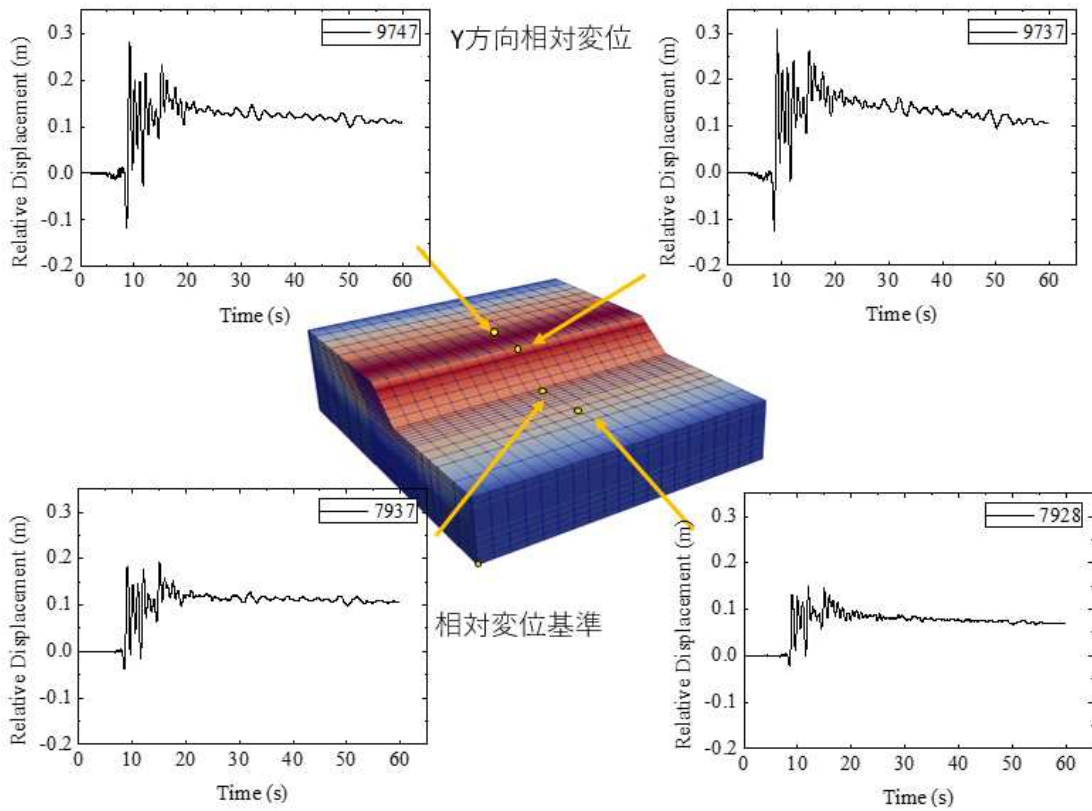 0.3
0.2
0.1
0.0
-0.1
-0.2
Relative Displacement (m)
9747
0 10 20 30 40 50 60
Time (s)
Y方向相対変位
0.3
0.2
0.1
0.0
-0.1
-0.2
Relative Displacement (m)
9737
0 10 20 30 40 50 60
Time (s)
0.3
0.2
0.1
0.0
-0.1
-0.2
Relative Displacement (m)
7937
0 10 20 30 40 50 60
Time (s)
相対変位基準
0.3
0.2
0.1
0.0
-0.1
-0.2
Relative Displacement (m)
7928
0 10 20 30 40 50 60
Time (s)